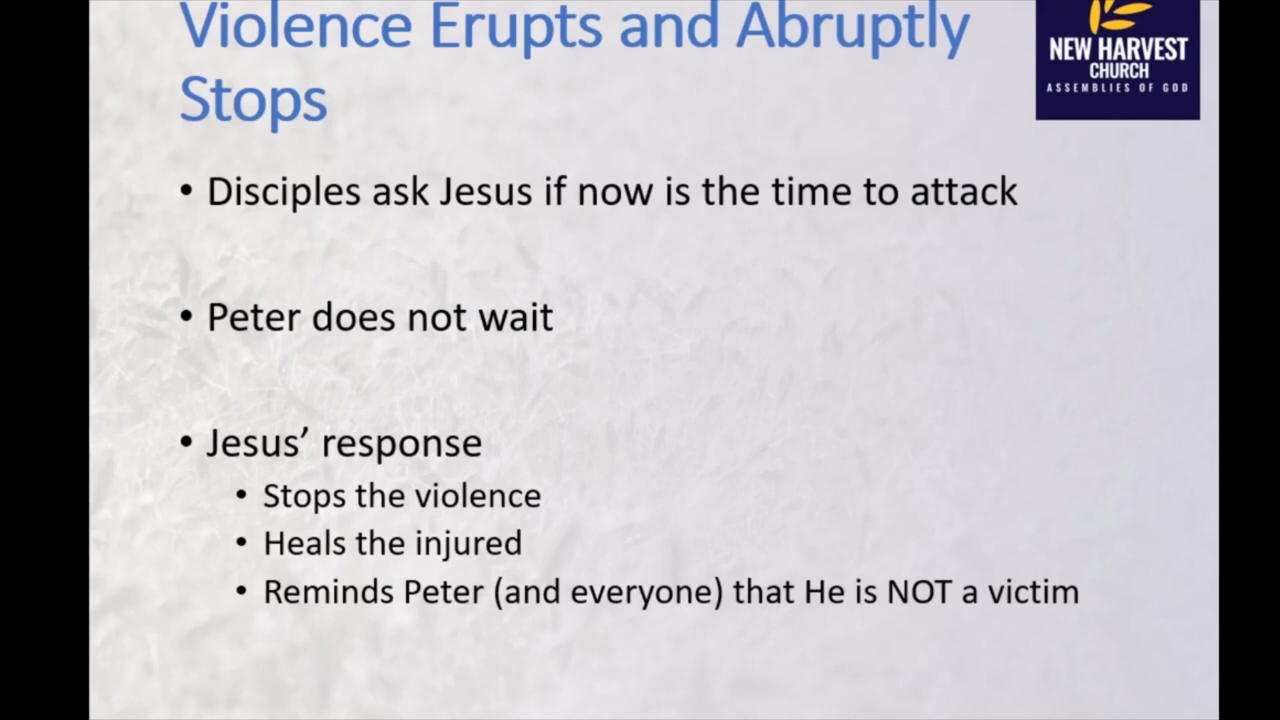 Violence Erupts and Abruptly
Stops
NEW HARVEST
CHURCH
ASSEMBLIES OF GOD
• Disciples ask Jesus if now is the time to attack
• Peter does not wait
• Jesus’ response
• Stops the violence
• Heals the injured
• Reminds Peter (and everyone) that He is NOT a victim